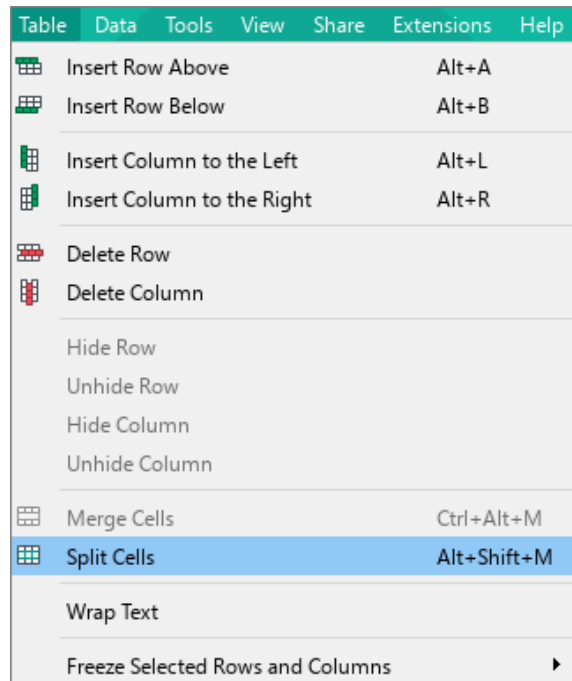 Table Data Tools View Share Extensions Help
Insert Row Above Alt+A
Insert Row Below Alt+B
Insert Column to the Left Alt+L
Insert Column to the Right Alt+R
Delete Row
Delete Column
Hide Row
Unhide Row
Hide Column
Unhide Column
Merge Cells Ctrl+Alt+M
Split Cells Alt+Shift+M
Wrap Text
Freeze Selected Rows and Columns